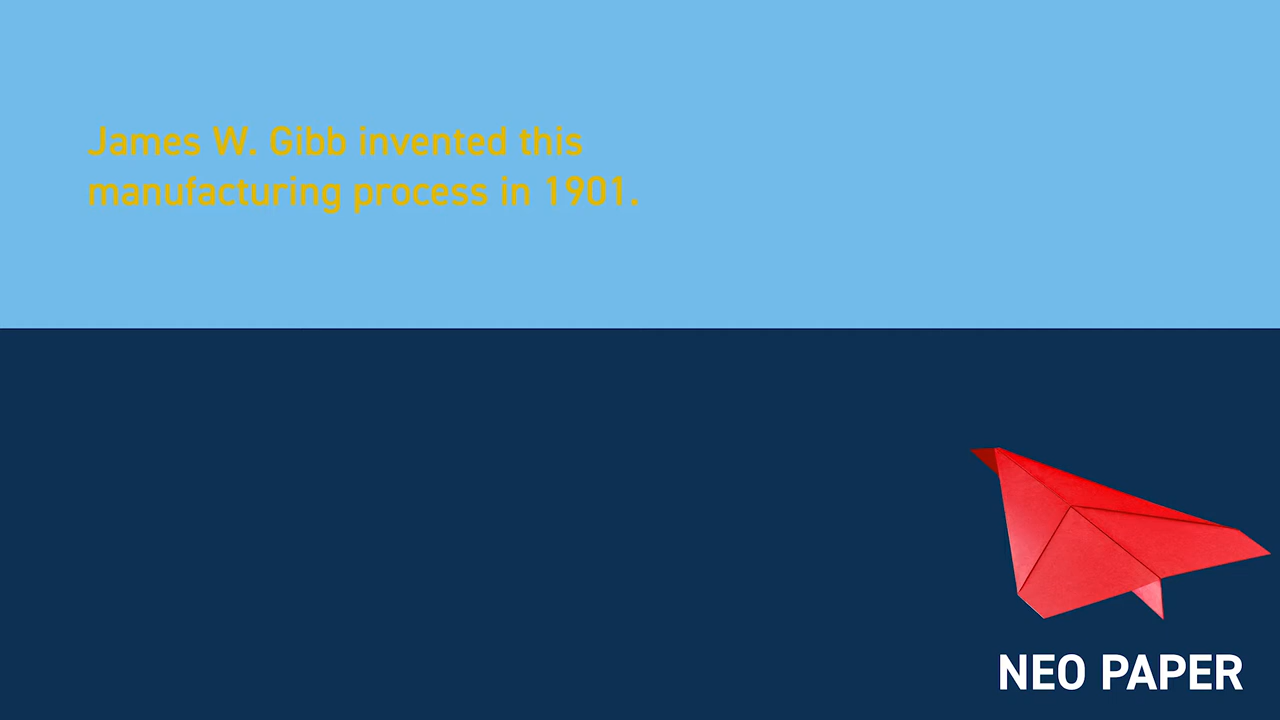 James W. Gibb invented this
manufacturing process in 1901.
NEO PAPER